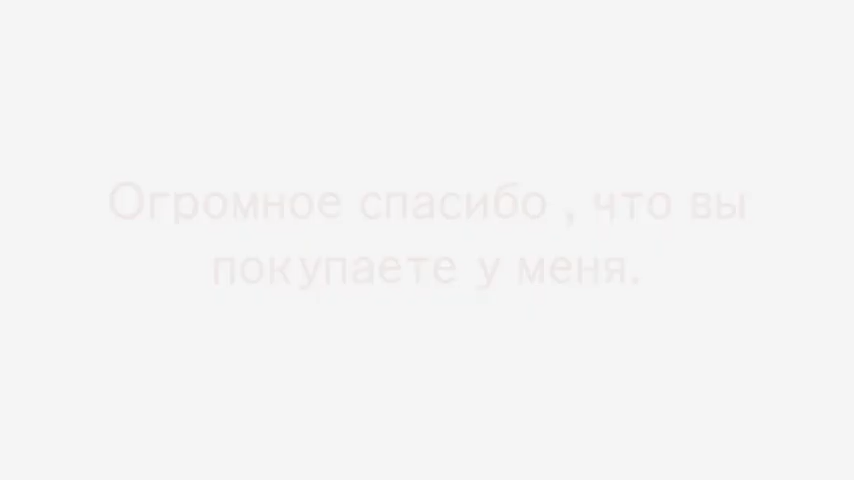 Огромное спасибо , что вы
покупаете у меня.